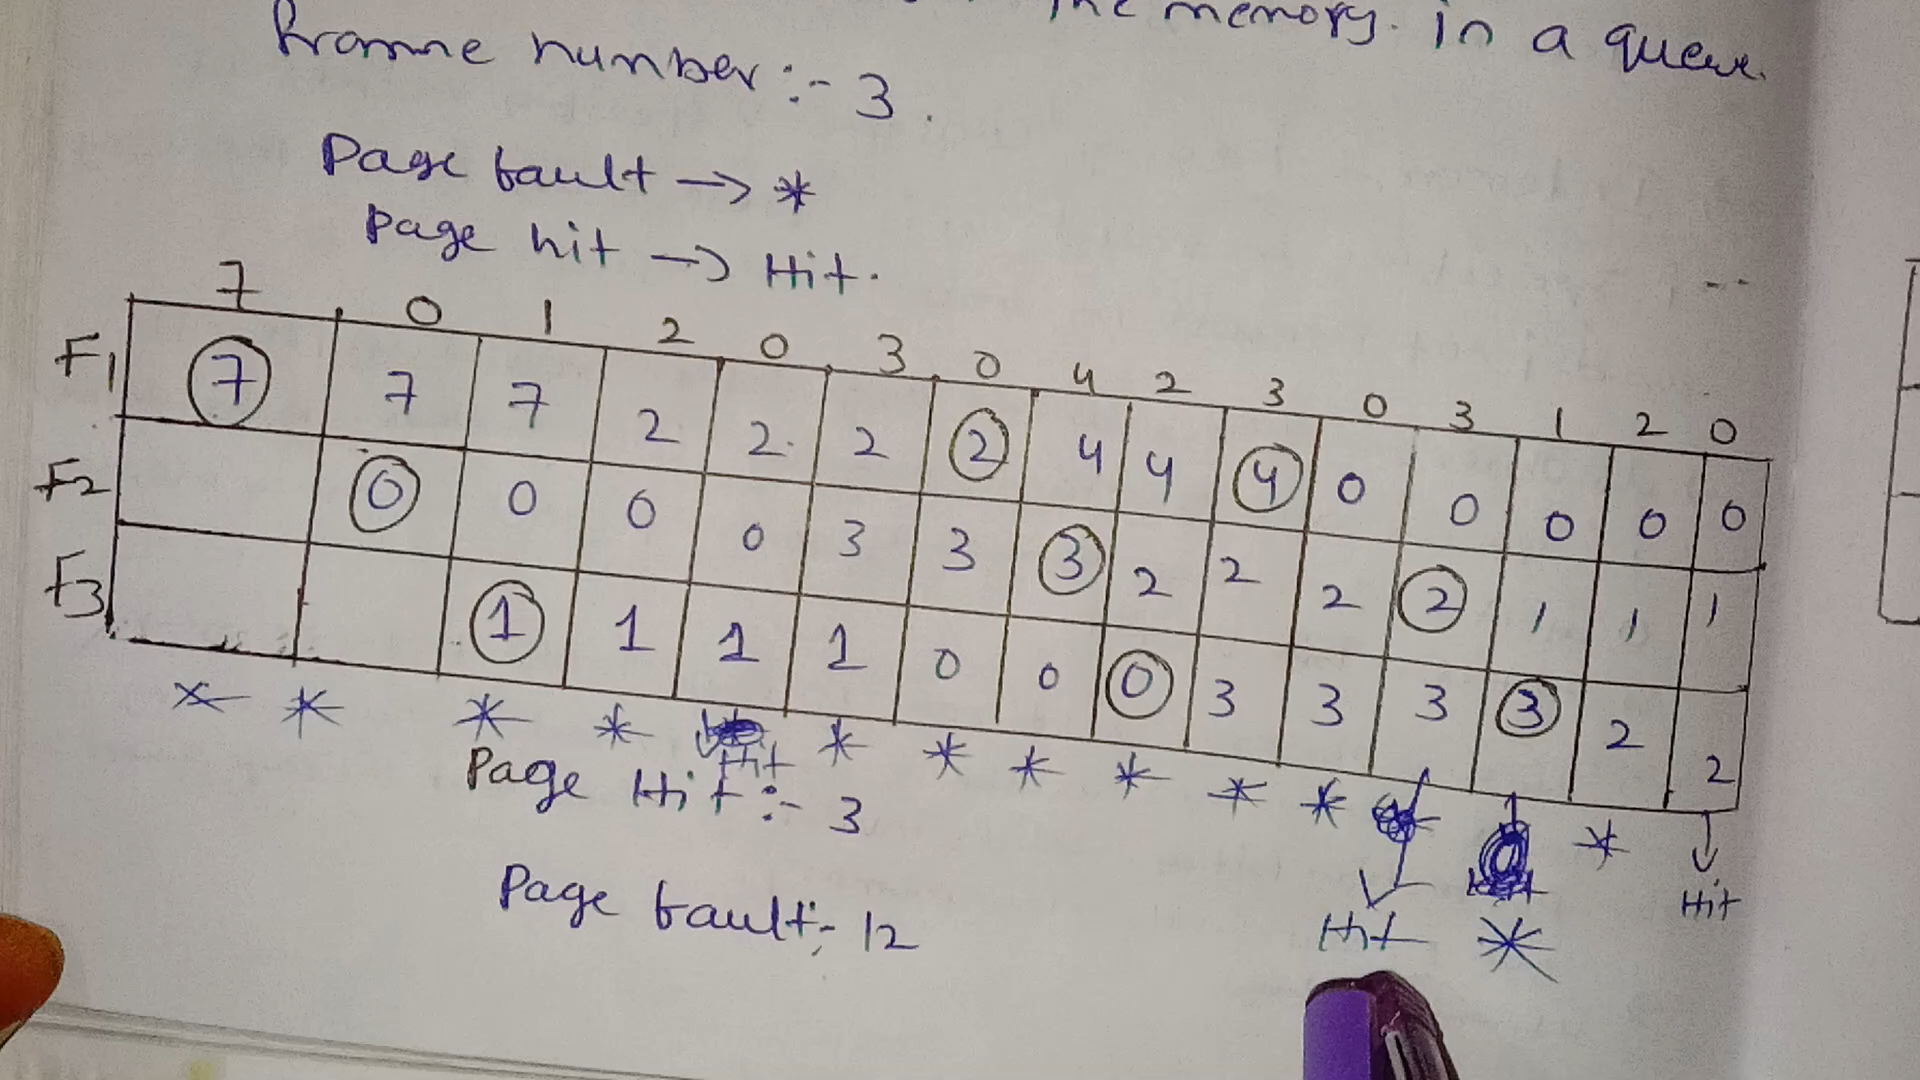 the memory. in a queue.
Frame number :- 3.
Page fault → *
Page hit → Hit.
7 0 1 2 0 3 0 4 2 3 0 3 1 2 0
F1 7 7 7 2 2 2 2 4 4 4 0 0 0 0 0
F2 0 0 0 0 3 3 3 2 2 2 2 1 1 1
F3 1 1 1 1 0 0 0 3 3 3 3 2 2
* * * * Hit * * * * * * Hit * * Hit
Page Hit :- 3
Page fault :- 12